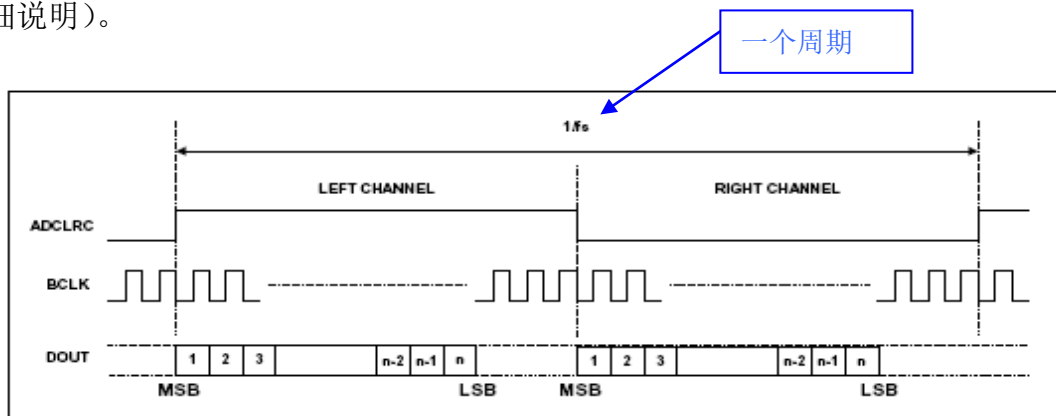 细说明）。
一个周期
1/fs
LEFT CHANNEL
RIGHT CHANNEL
ADCLRC
BCLK
DOUT
1 2 3 n-2 n-1 n 1 2 3 n-2 n-1 n
MSB LSB MSB LSB